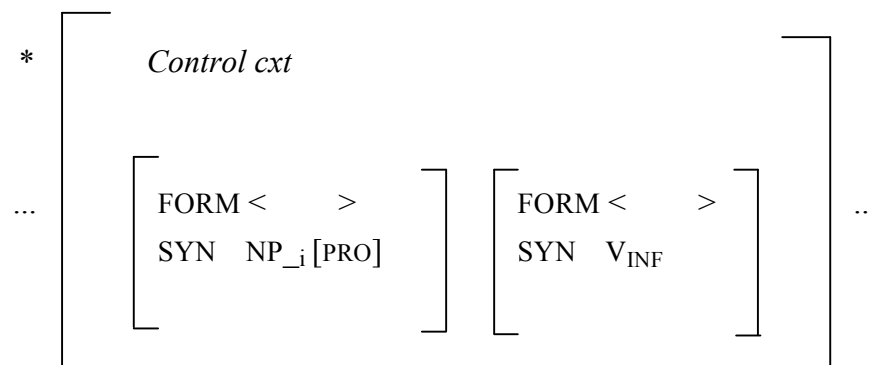 * Control cxt
... FORM < > FORM < > ..
SYN NP_i [PRO] SYN V_INF